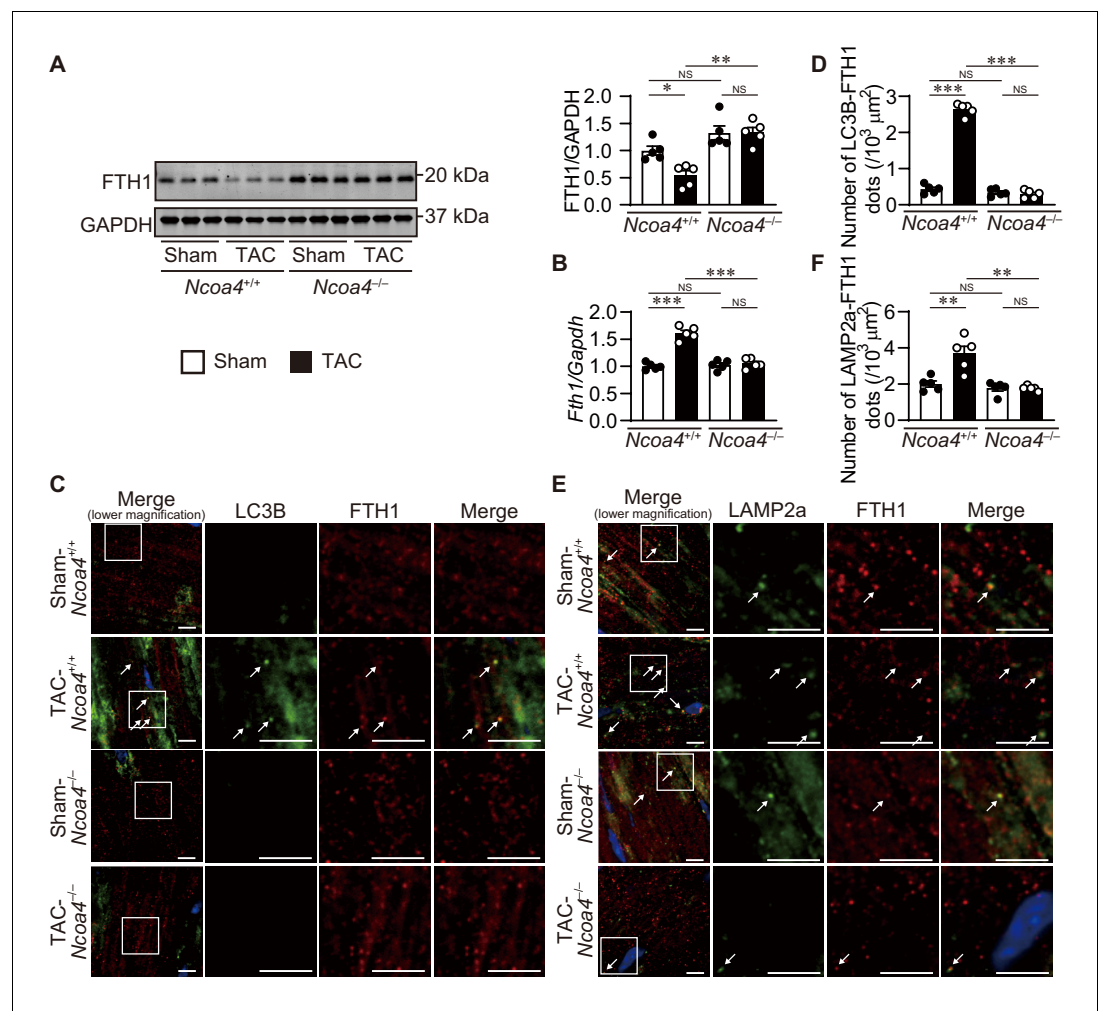 A
FTH1
20 kDa
GAPDH
37 kDa
Sham TAC Sham TAC
Ncoa4+/+ Ncoa4–/–
Sham TAC
**
NS
* NS
FTH1/GAPDH
2.0
1.5
1.0
0.5
0.0
Ncoa4+/+ Ncoa4–/–
B
***
NS
*** NS
Fth1/Gapdh
2.0
1.5
1.0
0.5
0.0
Ncoa4+/+ Ncoa4–/–
D
***
NS
*** NS
Number of LC3B-FTH1
dots (/10³ µm²)
3
2
1
0
Ncoa4+/+ Ncoa4–/–
F
**
NS
** NS
Number of LAMP2a-FTH1
dots (/10³ µm²)
6
4
2
0
Ncoa4+/+ Ncoa4–/–
C
Merge
(lower magnification)
LC3B FTH1 Merge
Sham-
Ncoa4+/+
TAC-
Ncoa4+/+
Sham-
Ncoa4–/–
TAC-
Ncoa4–/–
E
Merge
(lower magnification)
LAMP2a FTH1 Merge
Sham-
Ncoa4+/+
TAC-
Ncoa4+/+
Sham-
Ncoa4–/–
TAC-
Ncoa4–/–